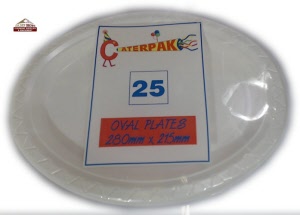 CATERPAK
25
OVAL PLATES
280mm x 215mm